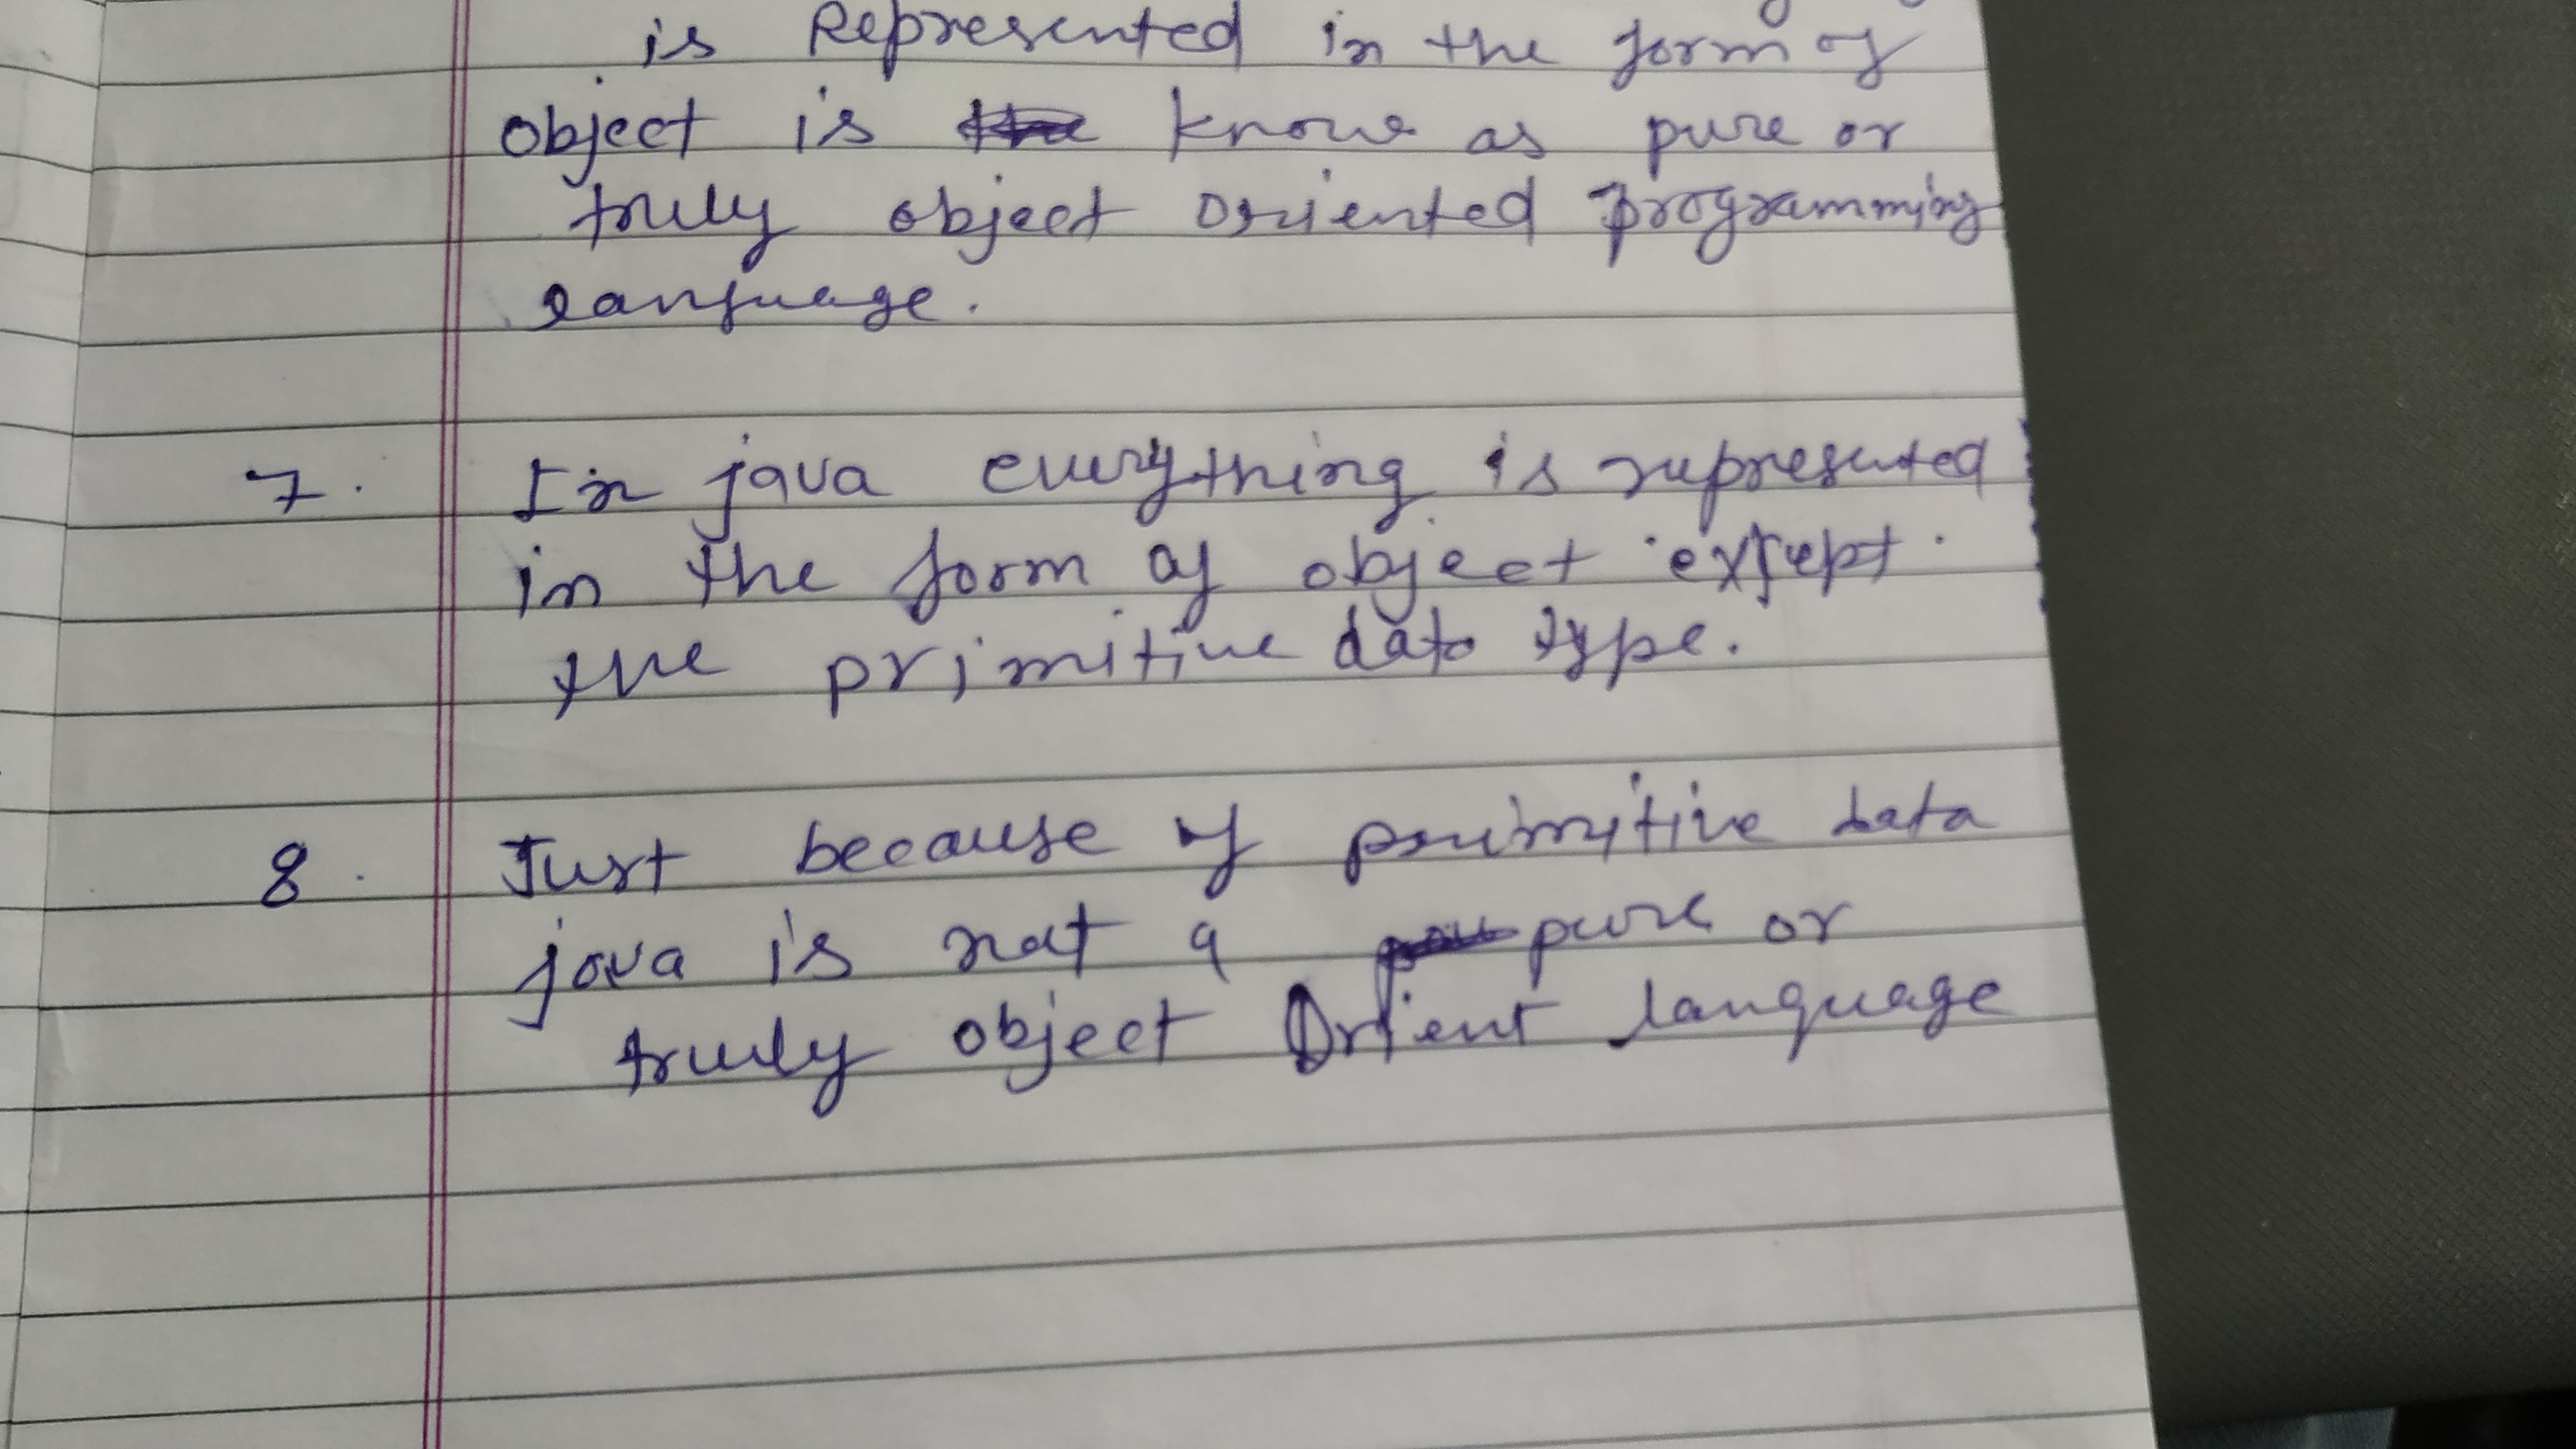 is Represented in the form of
object is know as pure or
truly object oriented programming
language.
7. In java everything is represented
in the form of object except
the primitive data type.
8. Just because of primitive data
java is not a pure or
truly object Orient language